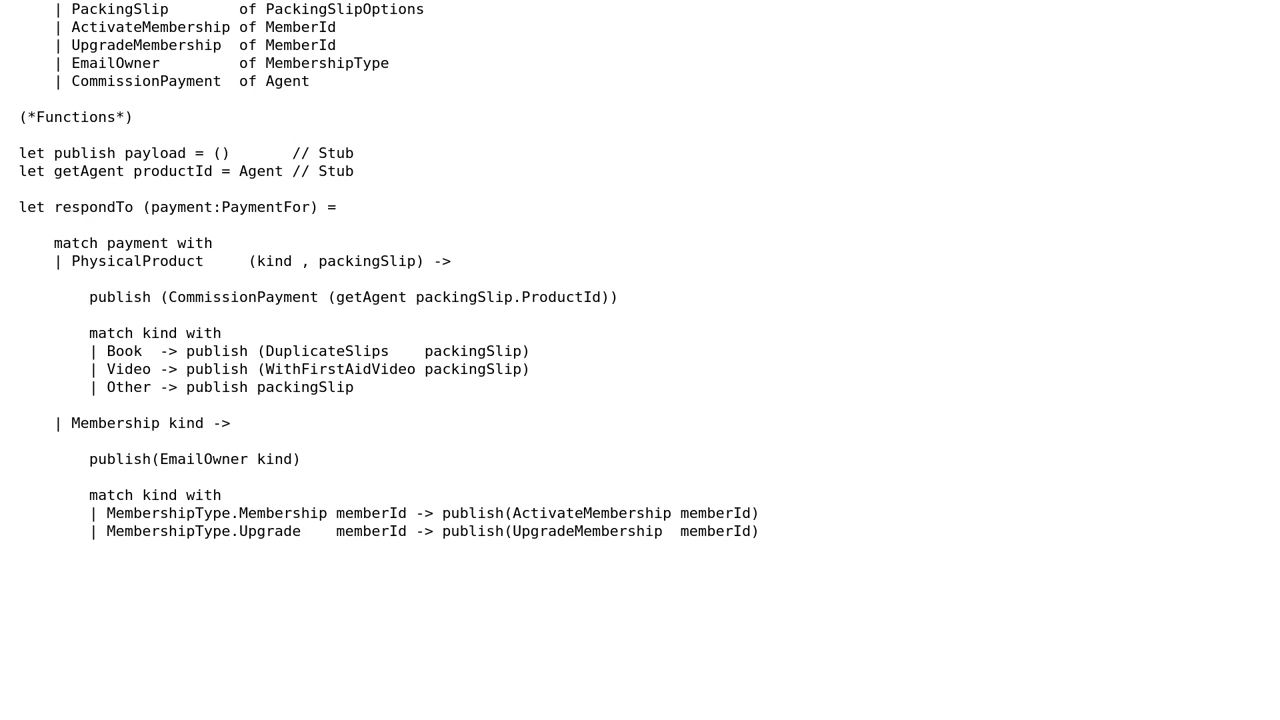 | PackingSlip        of PackingSlipOptions
    | ActivateMembership of MemberId
    | UpgradeMembership  of MemberId
    | EmailOwner         of MembershipType
    | CommissionPayment  of Agent

(*Functions*)

let publish payload = ()       // Stub
let getAgent productId = Agent // Stub

let respondTo (payment:PaymentFor) =

    match payment with
    | PhysicalProduct     (kind , packingSlip) ->

        publish (CommissionPayment (getAgent packingSlip.ProductId))

        match kind with
        | Book  -> publish (DuplicateSlips    packingSlip)
        | Video -> publish (WithFirstAidVideo packingSlip)
        | Other -> publish packingSlip

    | Membership kind ->

        publish(EmailOwner kind)

        match kind with
        | MembershipType.Membership memberId -> publish(ActivateMembership memberId)
        | MembershipType.Upgrade    memberId -> publish(UpgradeMembership  memberId)